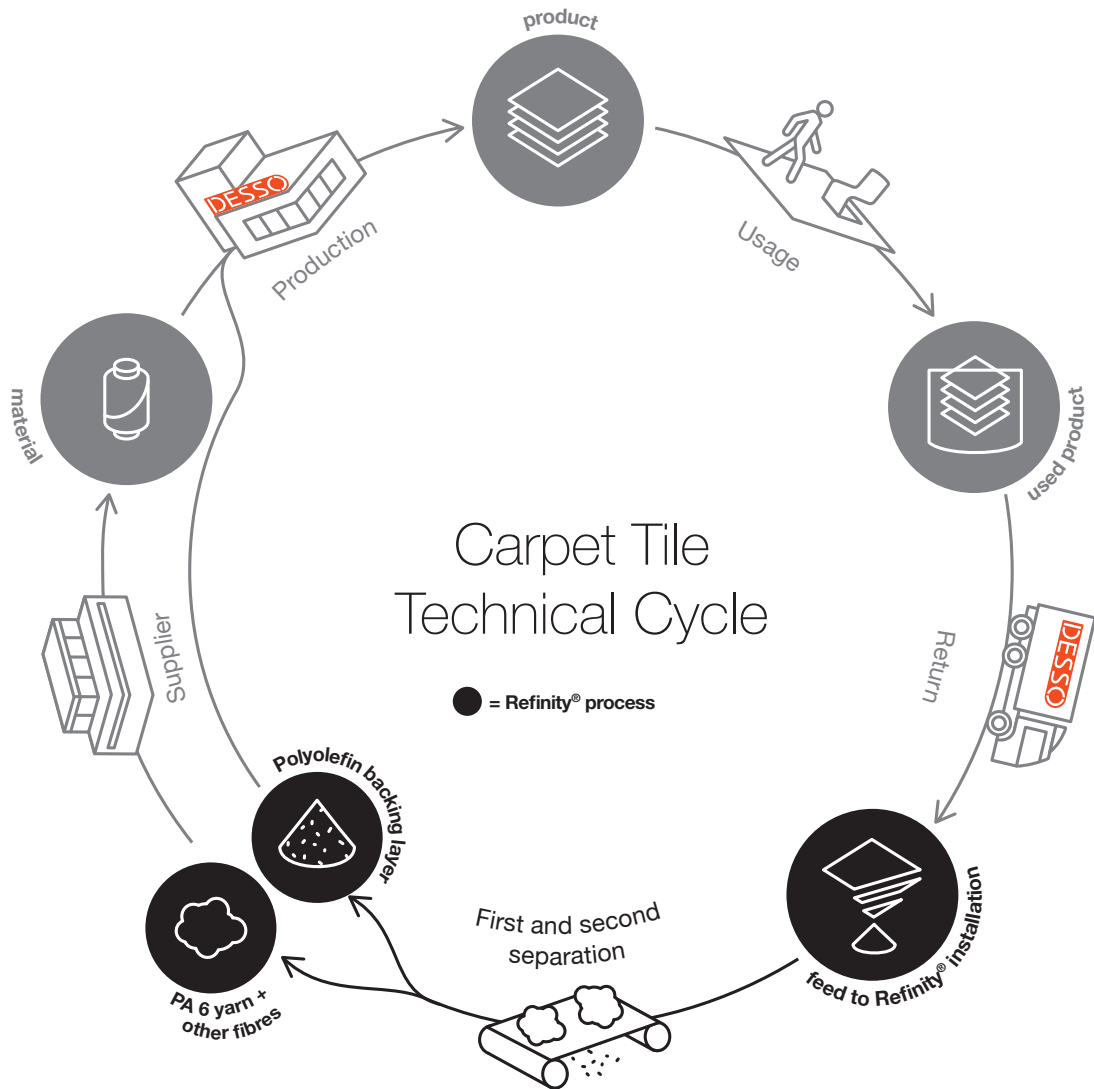 product
DESSO
Production
Usage
material
used product
Carpet Tile
Technical Cycle
= Refinity® process
Supplier
Return
DESSO
Polyolefin backing layer
First and second
separation
feed to Refinity® installation
PA 6 yarn +
other fibres